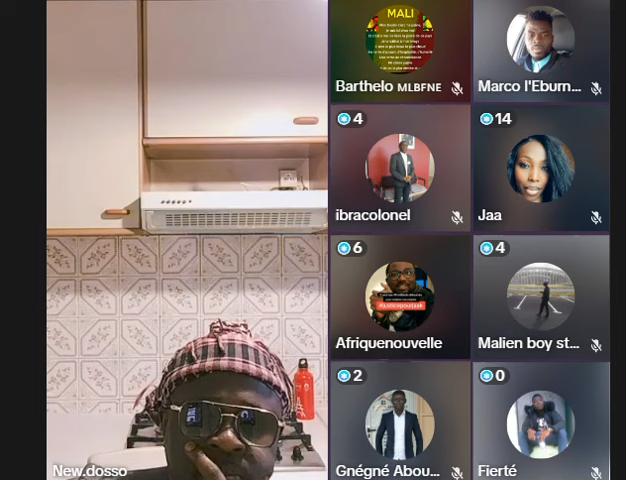 MALI
Barthelo MLBFNE
Marco l'Eburn...
4
14
ibracolonel
Jaa
6
4
Afriquenouvelle
Malien boy st...
2
0
New.dosso
Gnégné Abou...
Fierté